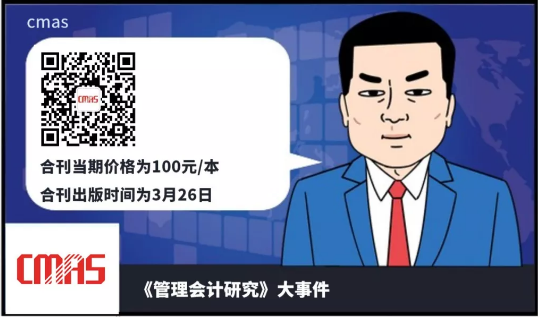 cmas
CMAS
合刊当期价格为100元/本
合刊出版时间为3月26日
CMAS
《管理会计研究》大事件